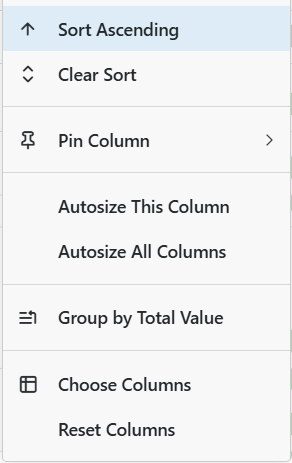 Sort Ascending
Clear Sort
Pin Column
Autosize This Column
Autosize All Columns
Group by Total Value
Choose Columns
Reset Columns